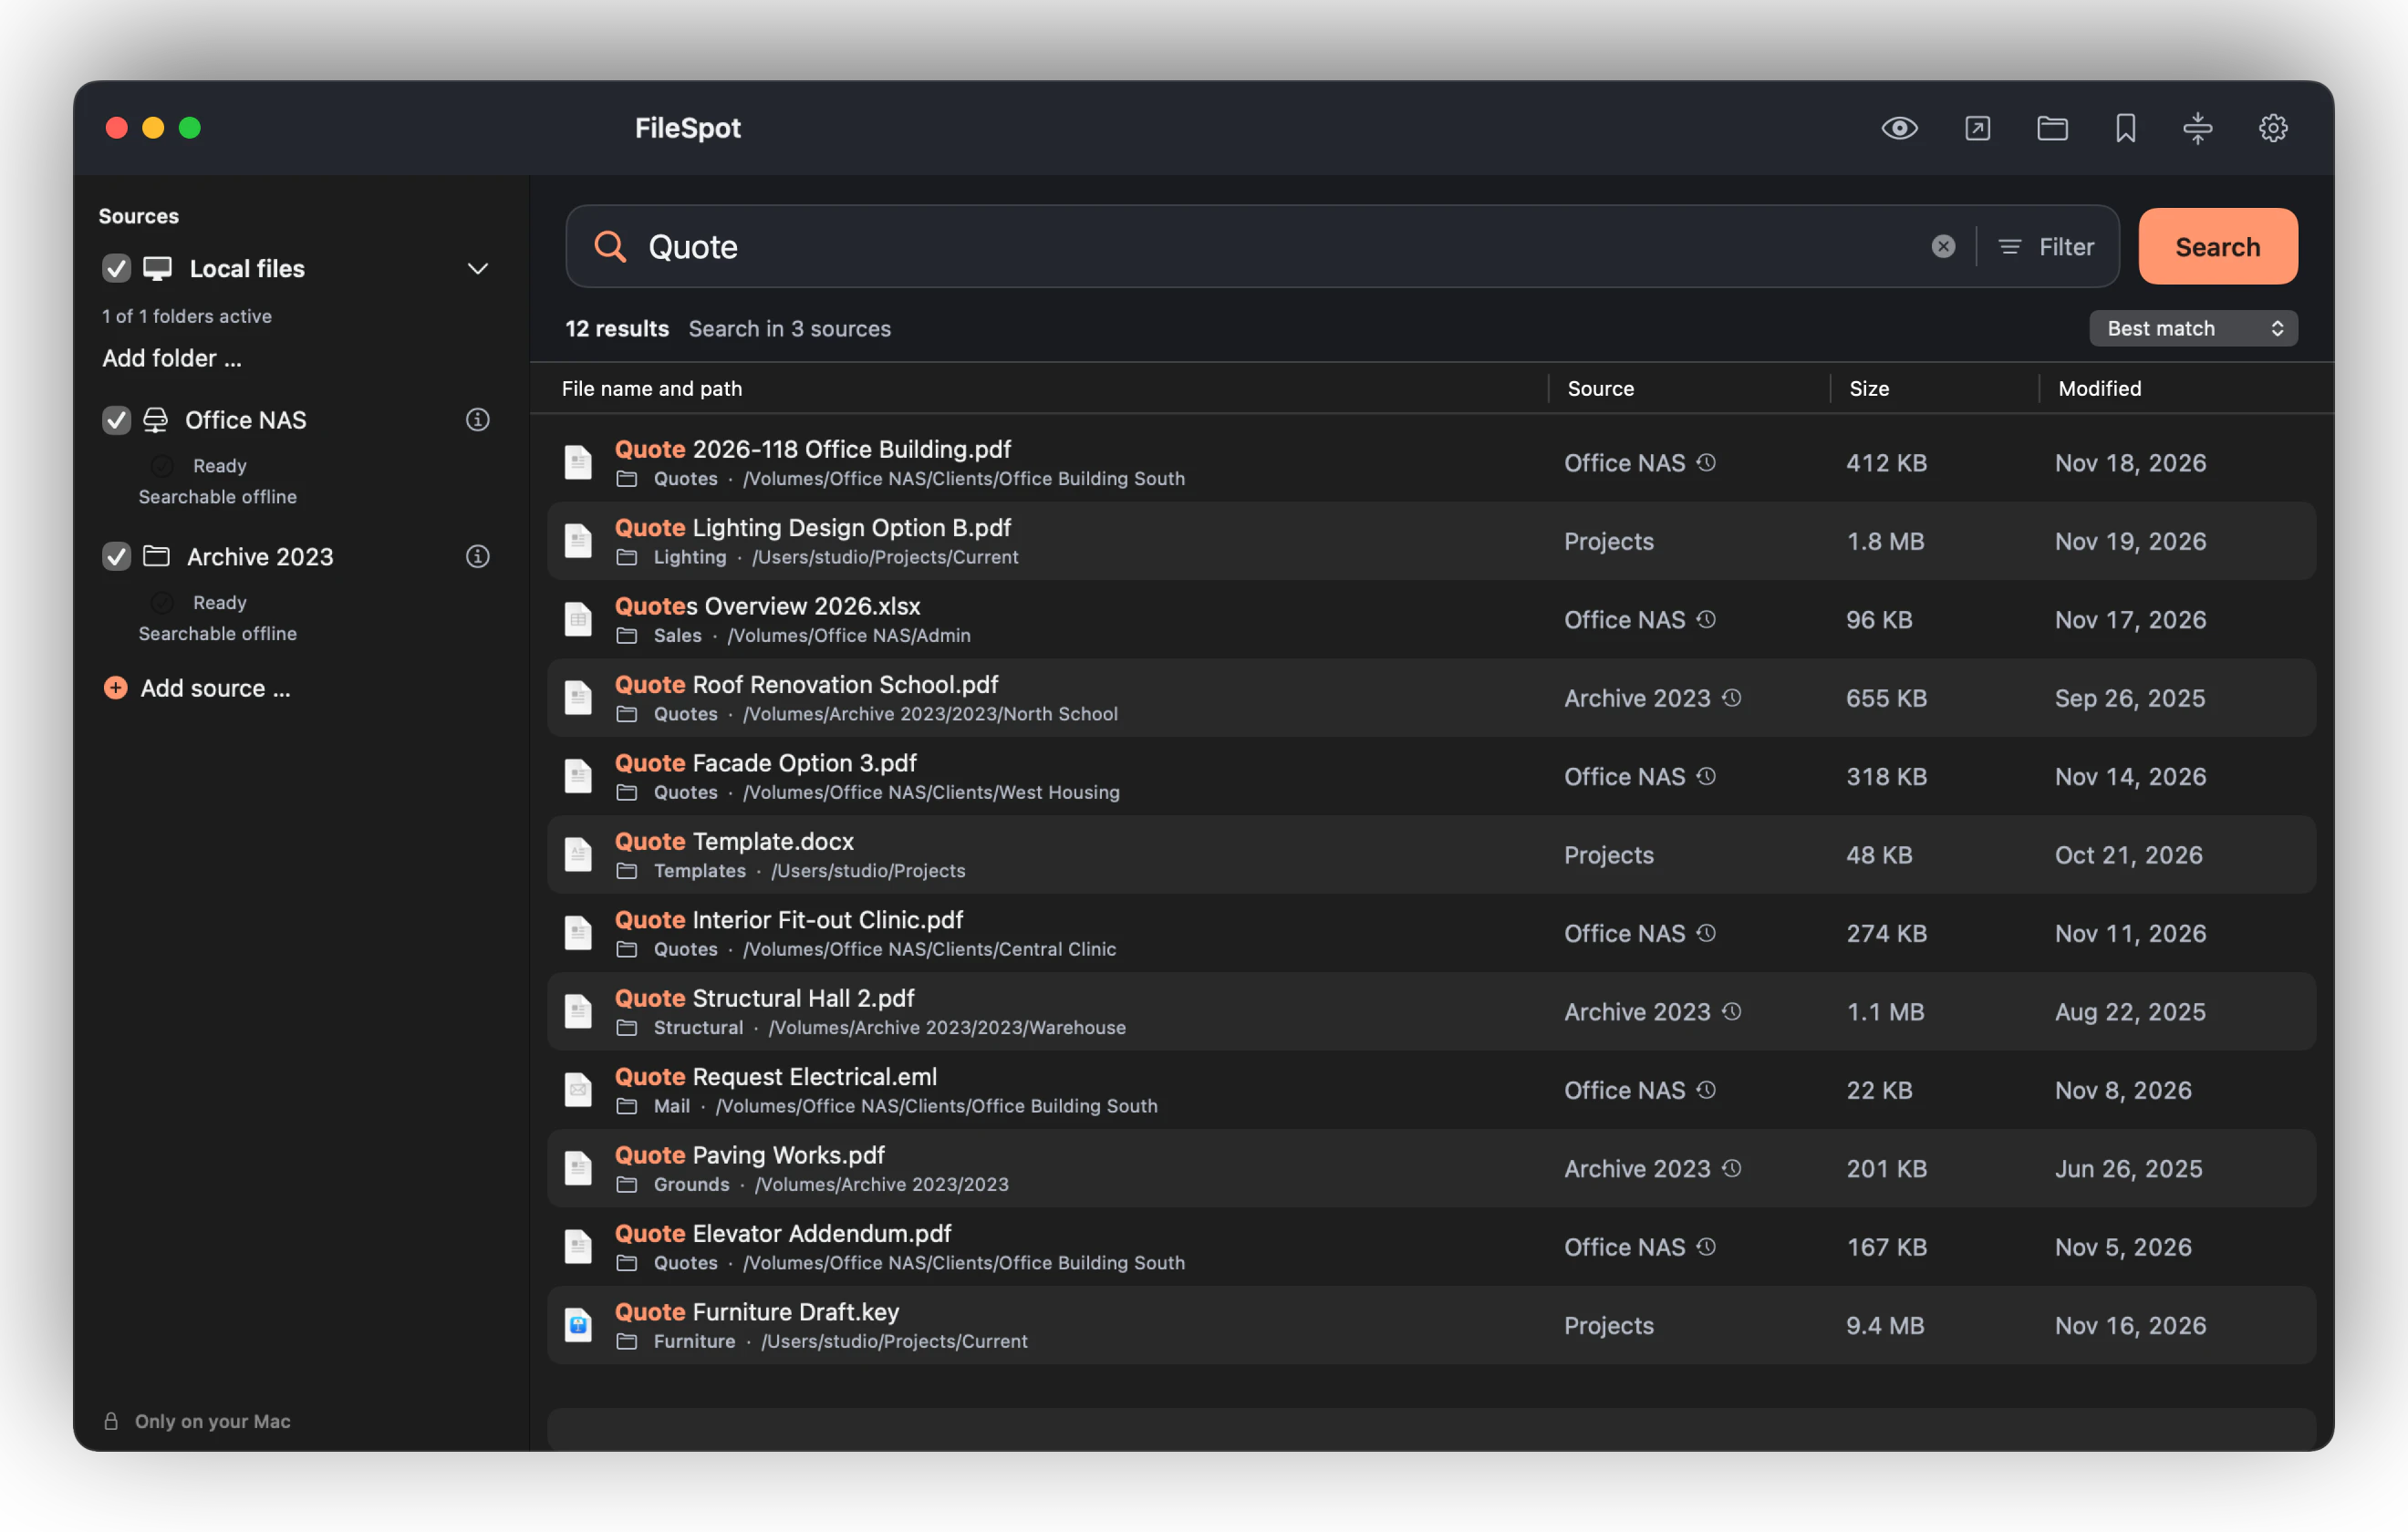 FileSpot
Sources
Local files
1 of 1 folders active
Add folder ...
Office NAS
Ready
Searchable offline
Archive 2023
Ready
Searchable offline
Add source ...
Only on your Mac
Quote
Filter
Search
12 results Search in 3 sources
Best match
File name and path Source Size Modified
Quote 2026-118 Office Building.pdf
Quotes · /Volumes/Office NAS/Clients/Office Building South
Office NAS 412 KB Nov 18, 2026
Quote Lighting Design Option B.pdf
Lighting · /Users/studio/Projects/Current
Projects 1.8 MB Nov 19, 2026
Quotes Overview 2026.xlsx
Sales · /Volumes/Office NAS/Admin
Office NAS 96 KB Nov 17, 2026
Quote Roof Renovation School.pdf
Quotes · /Volumes/Archive 2023/2023/North School
Archive 2023 655 KB Sep 26, 2025
Quote Facade Option 3.pdf
Quotes · /Volumes/Office NAS/Clients/West Housing
Office NAS 318 KB Nov 14, 2026
Quote Template.docx
Templates · /Users/studio/Projects
Projects 48 KB Oct 21, 2026
Quote Interior Fit-out Clinic.pdf
Quotes · /Volumes/Office NAS/Clients/Central Clinic
Office NAS 274 KB Nov 11, 2026
Quote Structural Hall 2.pdf
Structural · /Volumes/Archive 2023/2023/Warehouse
Archive 2023 1.1 MB Aug 22, 2025
Quote Request Electrical.eml
Mail · /Volumes/Office NAS/Clients/Office Building South
Office NAS 22 KB Nov 8, 2026
Quote Paving Works.pdf
Grounds · /Volumes/Archive 2023/2023
Archive 2023 201 KB Jun 26, 2025
Quote Elevator Addendum.pdf
Quotes · /Volumes/Office NAS/Clients/Office Building South
Office NAS 167 KB Nov 5, 2026
Quote Furniture Draft.key
Furniture · /Users/studio/Projects/Current
Projects 9.4 MB Nov 16, 2026